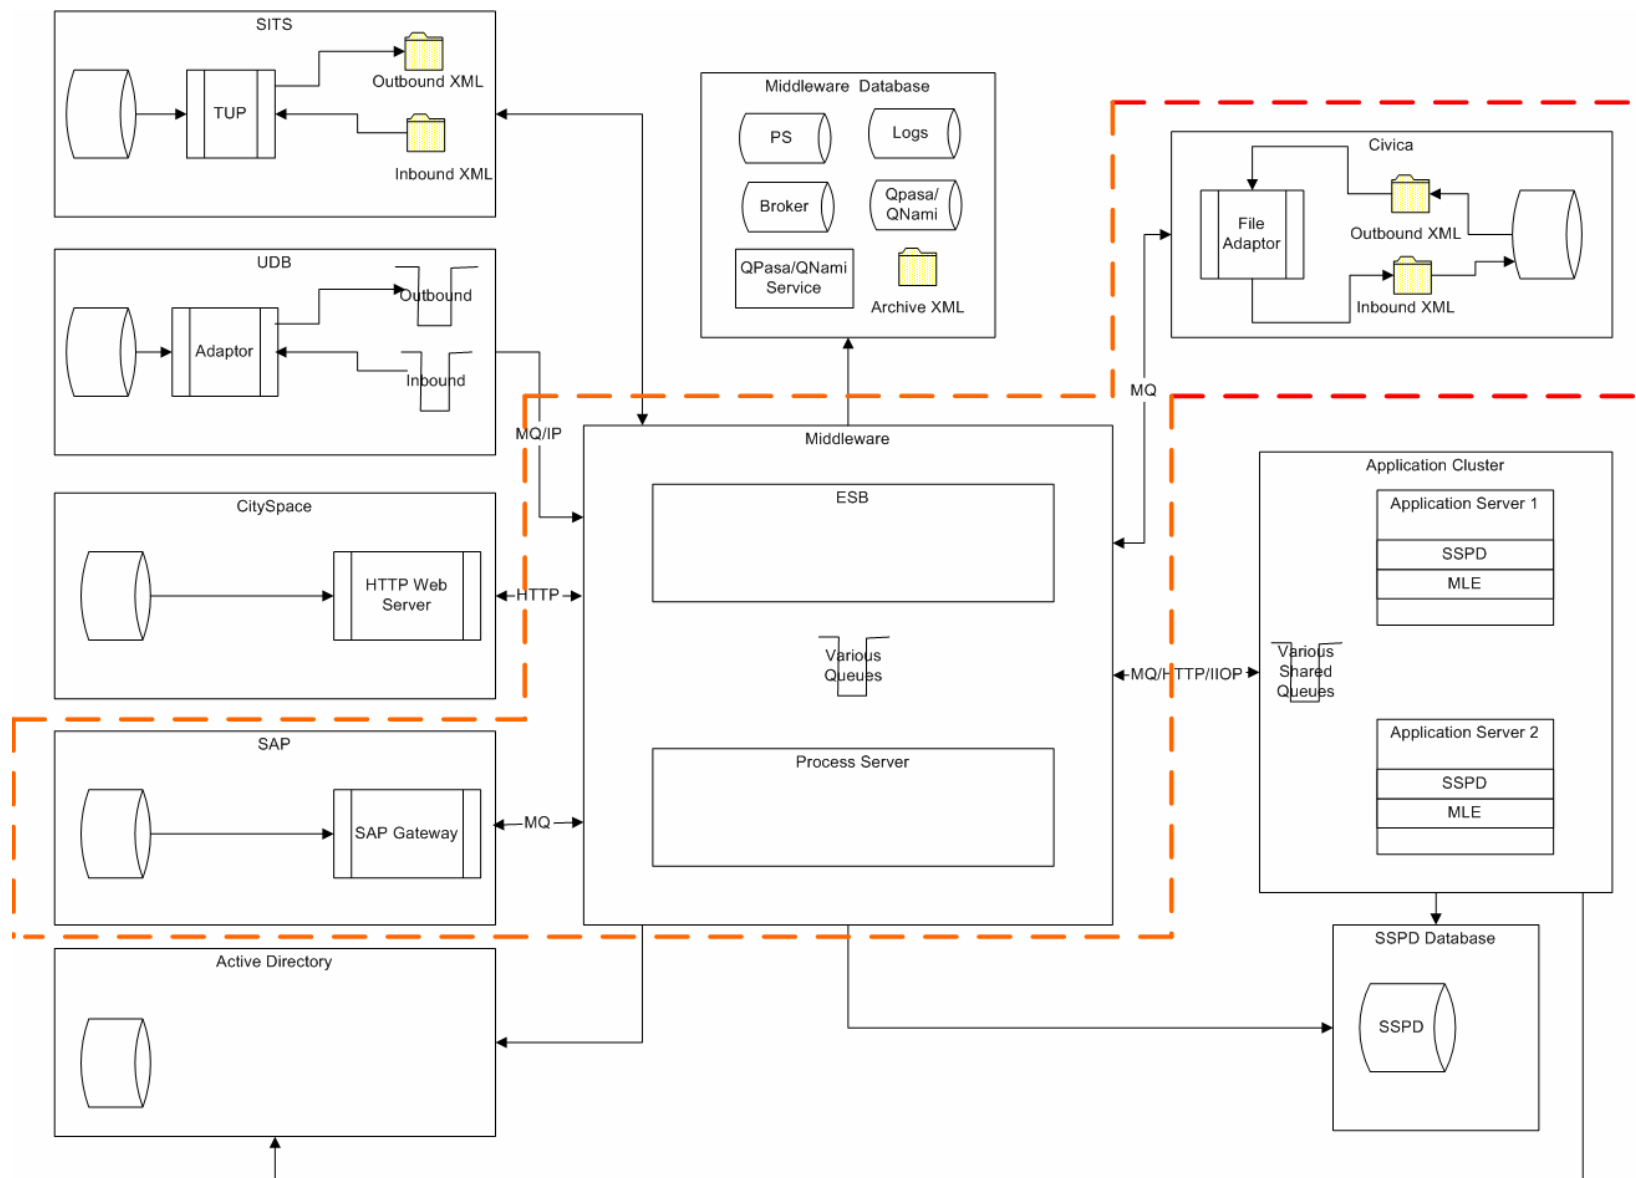 SITS
TUP
Outbound XML
Inbound XML
UDB
Adaptor
Outbound
Inbound
MQ/IP
CitySpace
HTTP Web
Server
HTTP
SAP
SAP Gateway
MQ
Active Directory
Middleware Database
PS
Logs
Broker
Qpasa/
QNami
QPasa/QNami
Service
Archive XML
Middleware
ESB
Various
Queues
Process Server
Civica
File
Adaptor
Outbound XML
Inbound XML
MQ
MQ/HTTP/IIOP
Application Cluster
Application Server 1
SSPD
MLE
Various
Shared
Queues
Application Server 2
SSPD
MLE
SSPD Database
SSPD